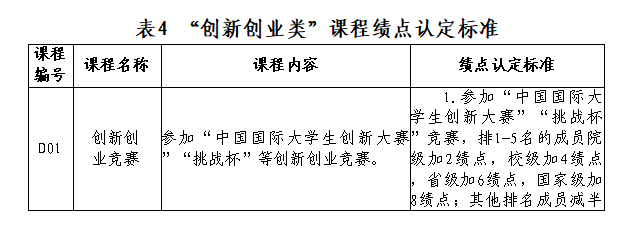 表4 “创新创业类”课程绩点认定标准
课程编号 课程名称 课程内容 绩点认定标准
D01
创新创
业竞赛
参加“中国国际大学生创新大赛
”“挑战杯”等创新创业竞赛。
1.参加“中国国际大
学生创新大赛”“挑战杯
”竞赛，排1-5名的成员院
级加2绩点，校级加4绩点
，省级加6绩点，国家级加
8绩点；其他排名成员减半